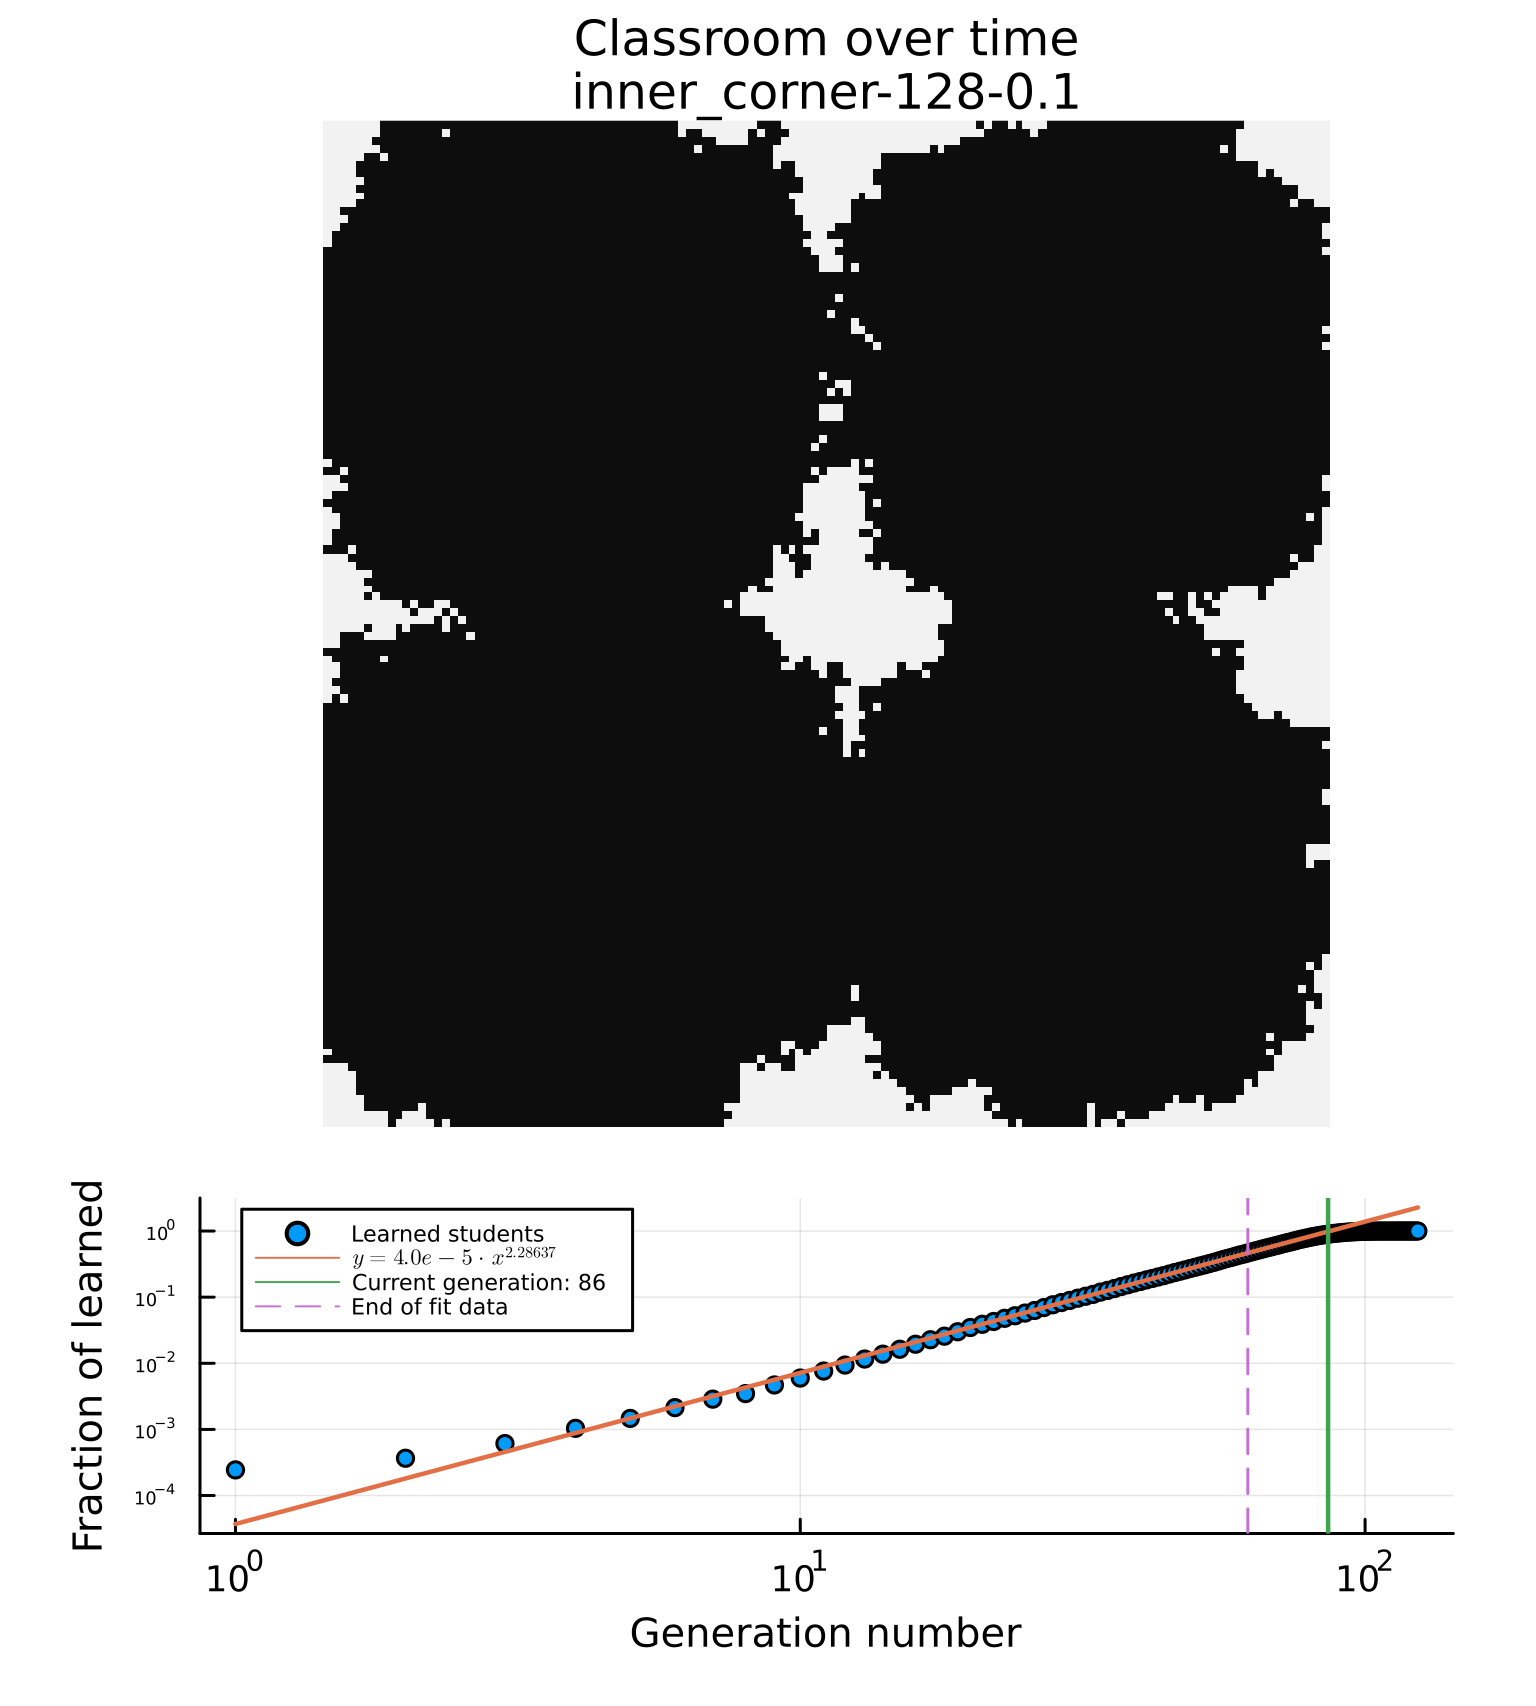 Classroom over time
inner_corner-128-0.1
Fraction of learned
10^0
10^-1
10^-2
10^-3
10^-4
Learned students
y = 4.0e − 5 · x^2.28637
Current generation: 86
End of fit data
10^0 10^1 10^2
Generation number